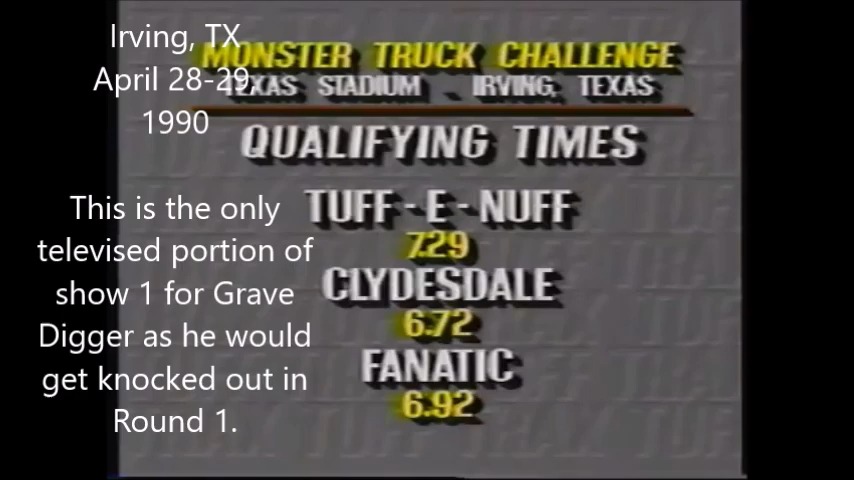 Irving, TX
April 28-29,
1990
This is the only
televised portion of
show 1 for Grave
Digger as he would
get knocked out in
Round 1.
MONSTER TRUCK CHALLENGE
TEXAS STADIUM - IRVING, TEXAS
QUALIFYING TIMES
TUFF-E-NUFF
7.29
CLYDESDALE
6.72
FANATIC
6.92